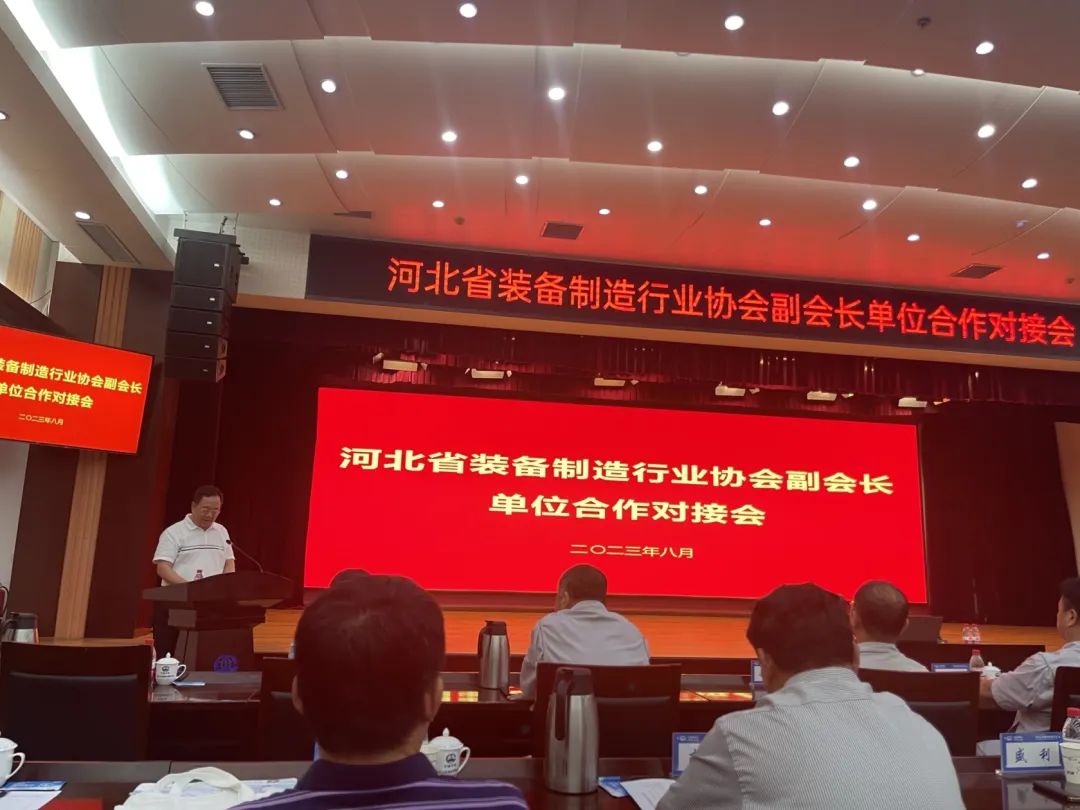 河北省装备制造行业协会副会长单位合作对接会
装备制造行业协会副会长
单位合作对接会
二〇二三年八月
河北省装备制造行业协会副会长
单位合作对接会
二〇二三年八月
盛利